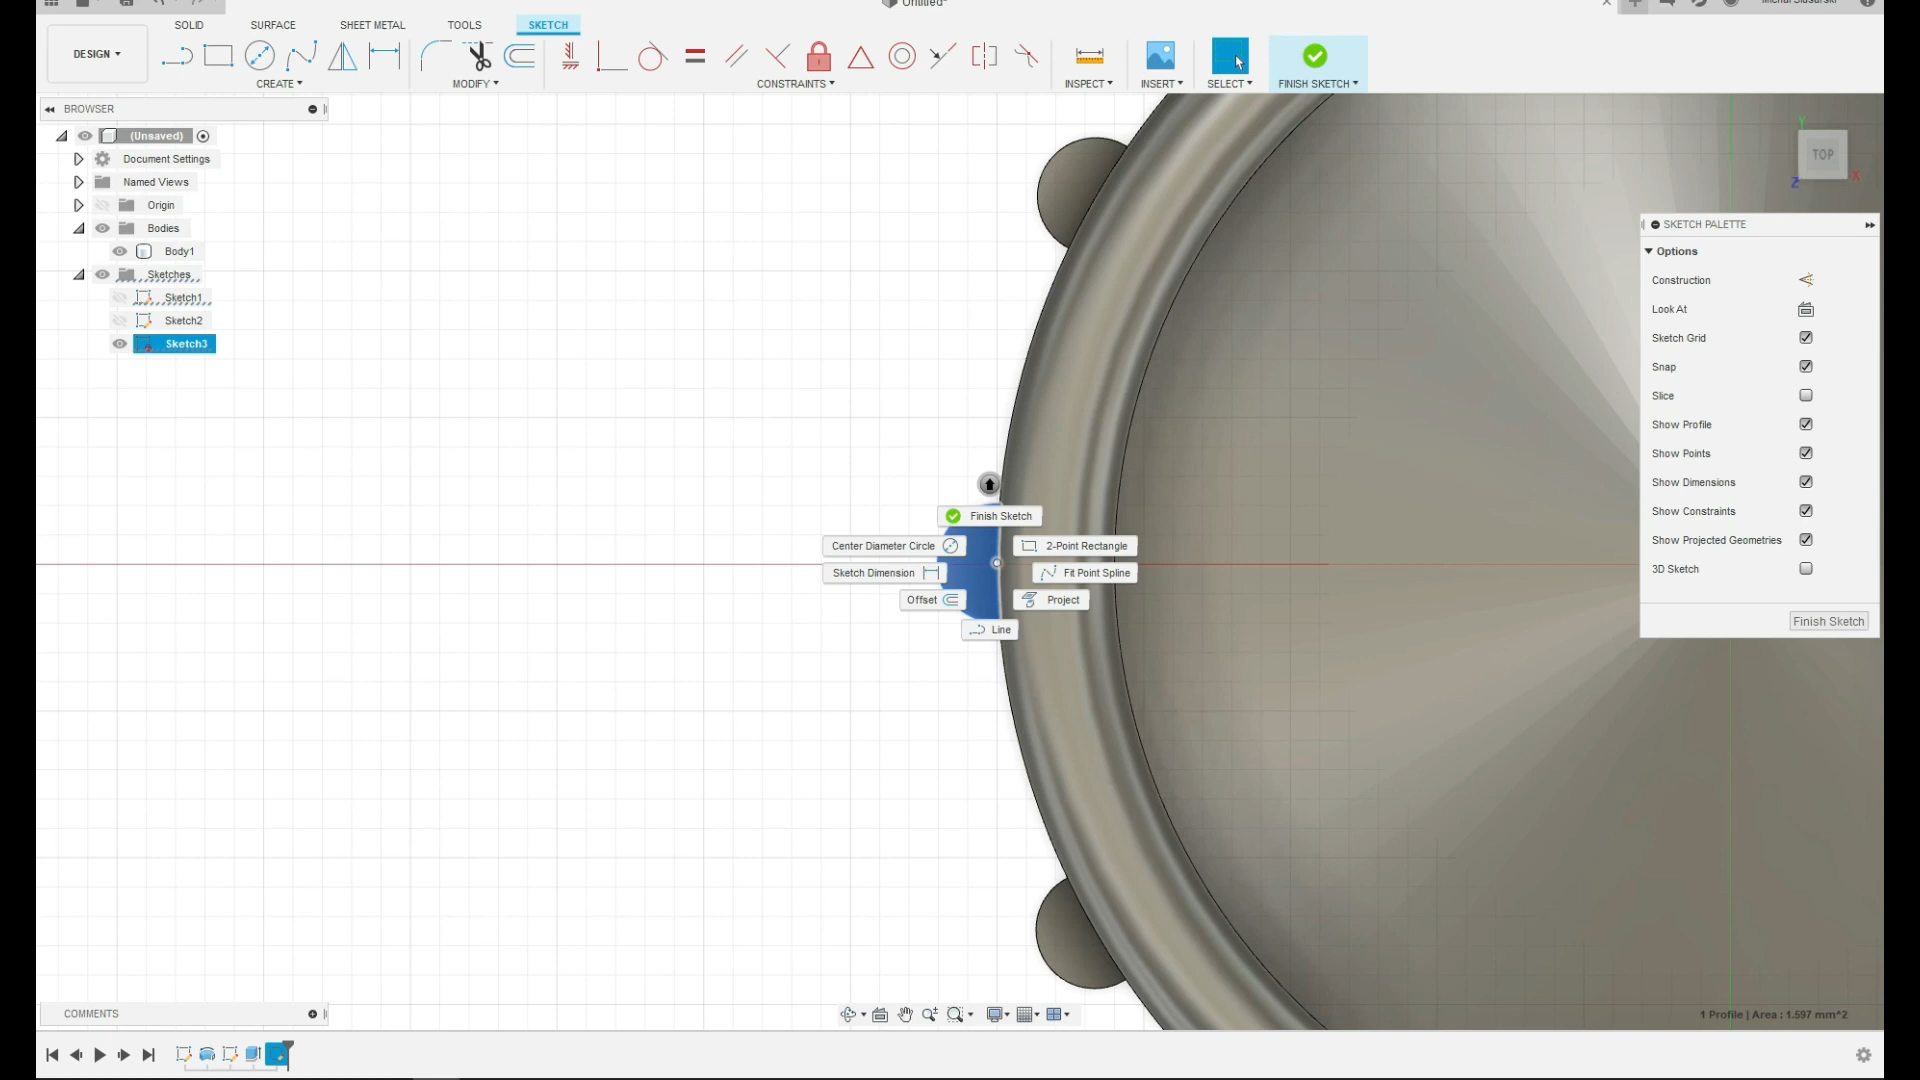 Untitled*
SOLID
SURFACE
SHEET METAL
TOOLS
SKETCH
DESIGN
CREATE
MODIFY
CONSTRAINTS
INSPECT
INSERT
SELECT
FINISH SKETCH
BROWSER
(Unsaved)
Document Settings
Named Views
Origin
Bodies
Body1
Sketches
Sketch1
Sketch2
Sketch3
TOP
Y
X
Z
SKETCH PALETTE
Options
Construction
Look At
Sketch Grid
Snap
Slice
Show Profile
Show Points
Show Dimensions
Show Constraints
Show Projected Geometries
3D Sketch
Finish Sketch
Finish Sketch
Center Diameter Circle
2-Point Rectangle
Sketch Dimension
Fit Point Spline
Offset
Project
Line
COMMENTS
1 Profile | Area : 1.597 mm^2